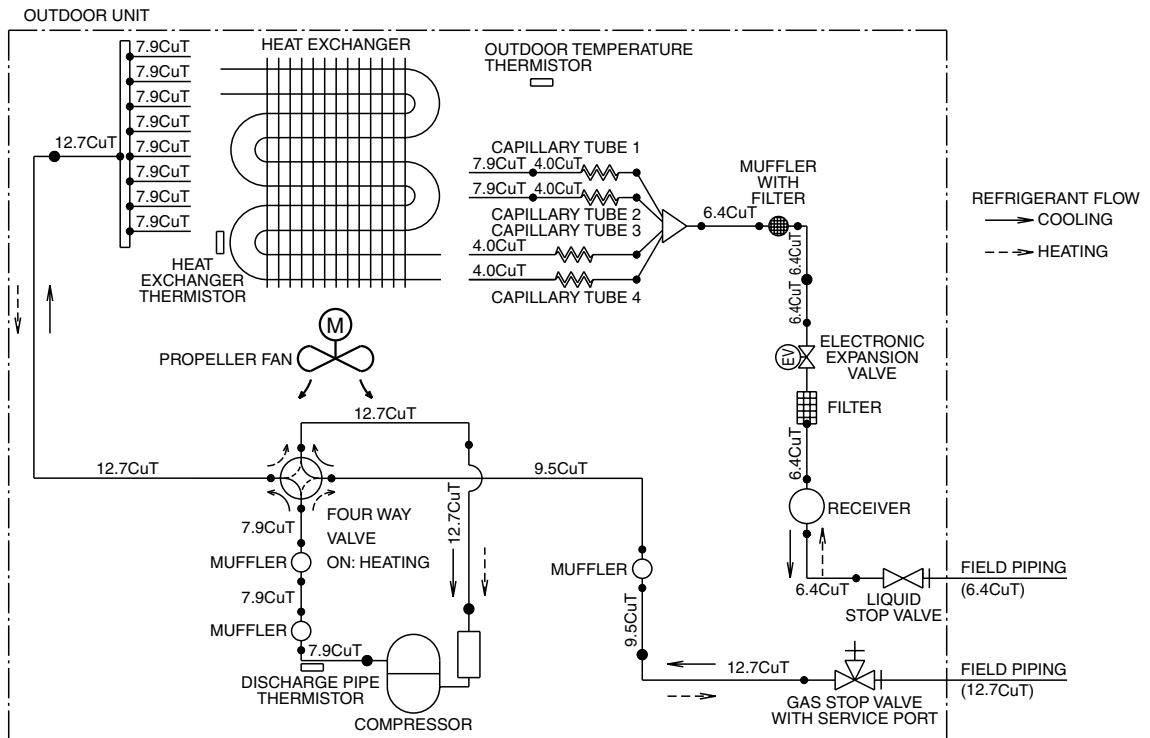 OUTDOOR UNIT
7.9CuT
7.9CuT
7.9CuT
7.9CuT
7.9CuT
7.9CuT
7.9CuT
7.9CuT
12.7CuT
HEAT EXCHANGER
HEAT
EXCHANGER
THERMISTOR
OUTDOOR TEMPERATURE
THERMISTOR
CAPILLARY TUBE 1
7.9CuT
4.0CuT
7.9CuT
4.0CuT
CAPILLARY TUBE 2
CAPILLARY TUBE 3
4.0CuT
4.0CuT
CAPILLARY TUBE 4
6.4CuT
MUFFLER
WITH
FILTER
6.4CuT
6.4CuT
REFRIGERANT FLOW
COOLING
HEATING
M
PROPELLER FAN
EV
ELECTRONIC
EXPANSION
VALVE
FILTER
6.4CuT
RECEIVER
12.7CuT
12.7CuT
9.5CuT
12.7CuT
7.9CuT
FOUR WAY
VALVE
ON: HEATING
MUFFLER
7.9CuT
MUFFLER
7.9CuT
DISCHARGE PIPE
THERMISTOR
COMPRESSOR
MUFFLER
9.5CuT
6.4CuT
LIQUID
STOP VALVE
FIELD PIPING
(6.4CuT)
12.7CuT
GAS STOP VALVE
WITH SERVICE PORT
FIELD PIPING
(12.7CuT)